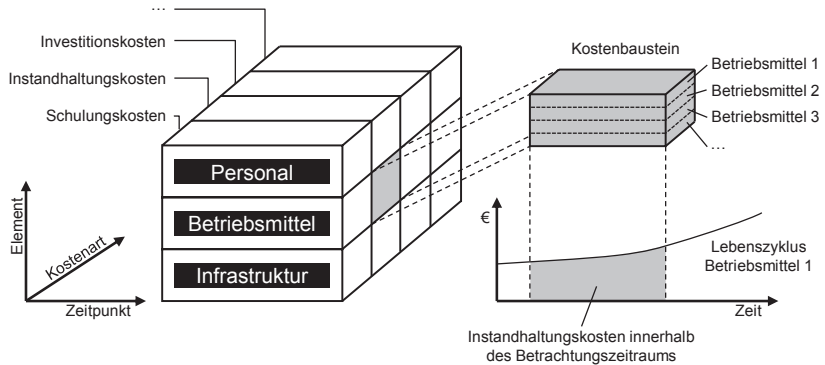 ...
Investitionskosten
Instandhaltungskosten
Schulungskosten
Personal
Betriebsmittel
Infrastruktur
Element
Kostenart
Zeitpunkt
Kostenbaustein
Betriebsmittel 1
Betriebsmittel 2
Betriebsmittel 3
...
€
Lebenszyklus
Betriebsmittel 1
Zeit
Instandhaltungskosten innerhalb
des Betrachtungszeitraums